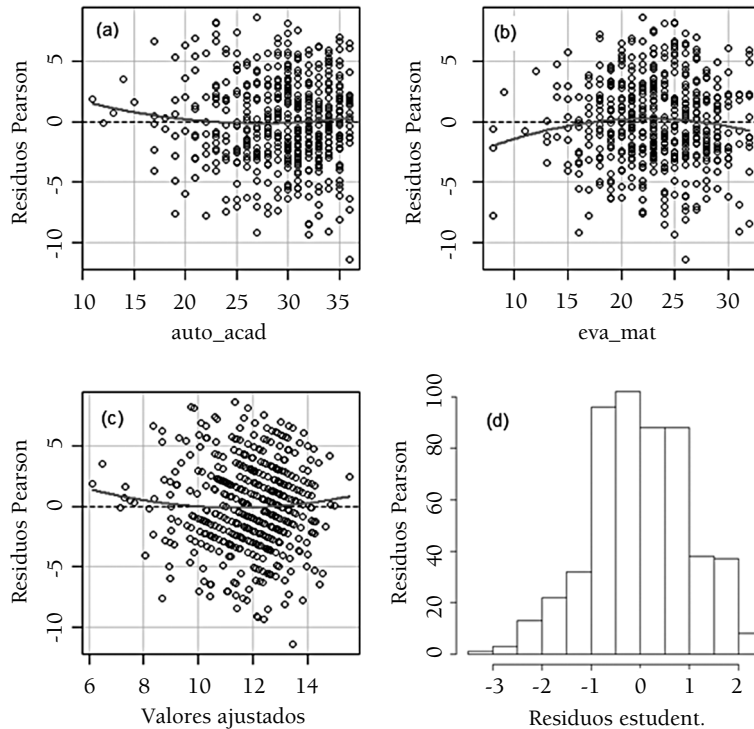 (a)
Residuos Pearson
5
0
-5
-10
10 15 20 25 30 35
auto_acad
(b)
Residuos Pearson
5
0
-5
-10
10 15 20 25 30
eva_mat
(c)
Residuos Pearson
5
0
-5
-10
6 8 10 12 14
Valores ajustados
(d)
Residuos Pearson
100
80
60
40
20
0
-3 -2 -1 0 1 2
Residuos estudent.